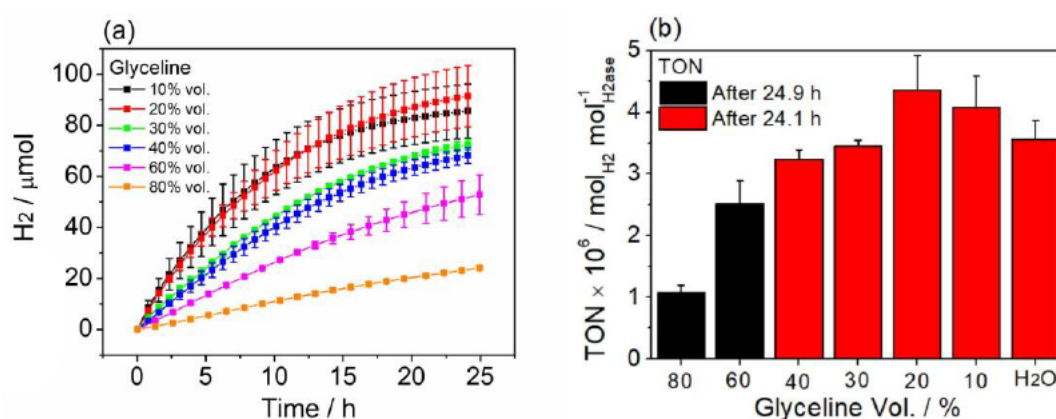 (a)
Glyceline
10% vol.
20% vol.
30% vol.
40% vol.
60% vol.
80% vol.
100
80
60
40
20
0
H2 / μmol
0 5 10 15 20 25
Time / h
(b)
TON
After 24.9 h
After 24.1 h
5
4
3
2
1
0
TON × 10⁶ / mol_H2 mol⁻¹_H2ase
80 60 40 30 20 10 H₂O
Glyceline Vol. / %